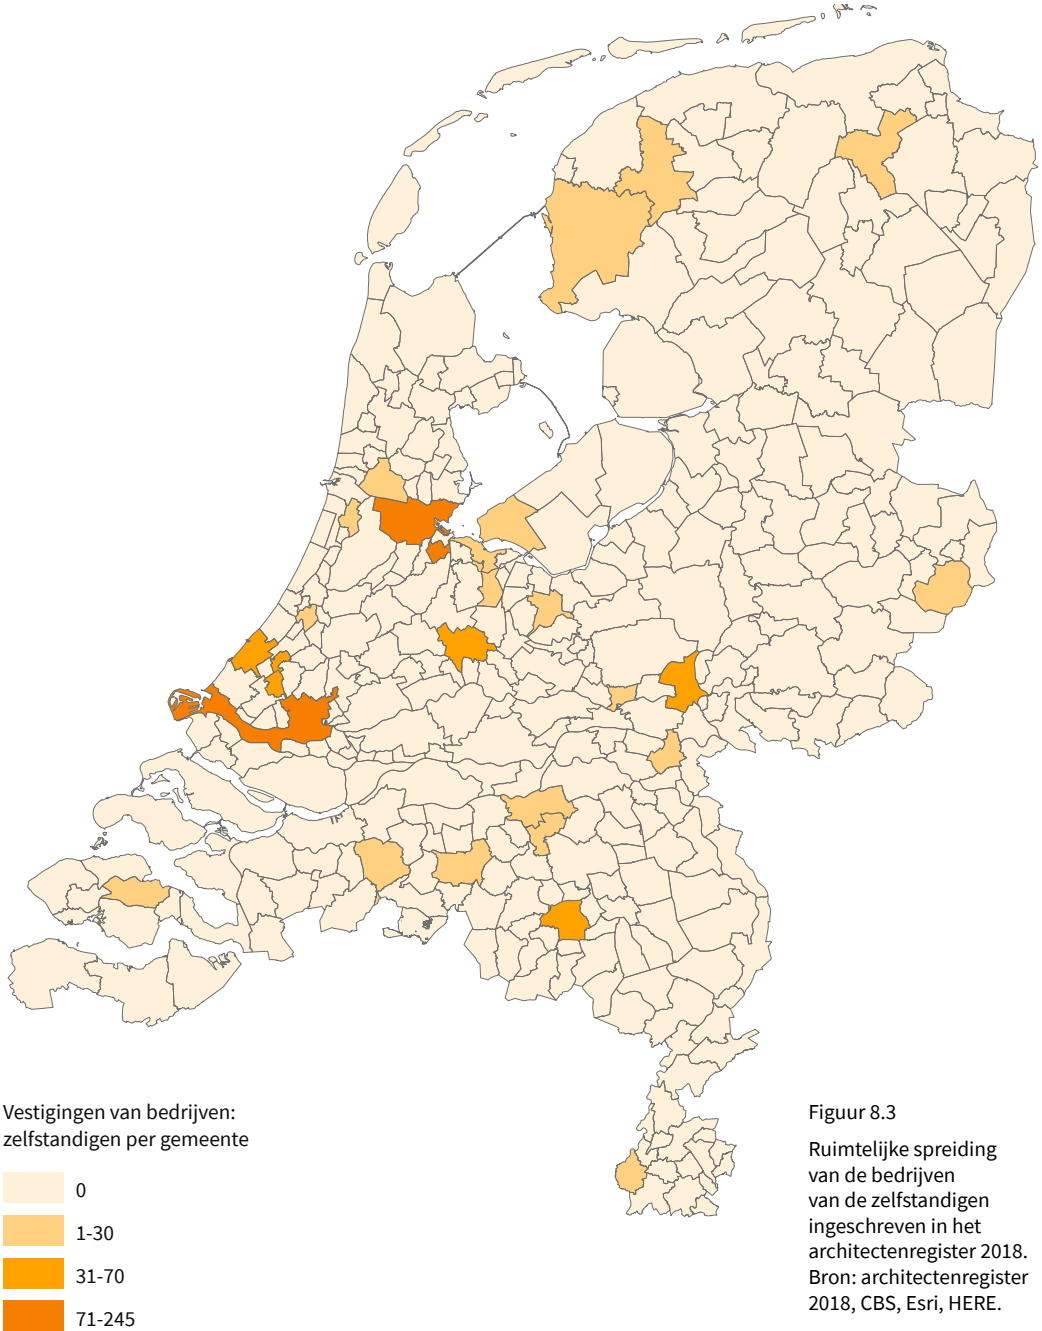 Vestigingen van bedrijven:
zelfstandigen per gemeente
0
1-30
31-70
71-245
Figuur 8.3
Ruimtelijke spreiding
van de bedrijven
van de zelfstandigen
ingeschreven in het
architectenregister 2018.
Bron: architectenregister
2018, CBS, Esri, HERE.